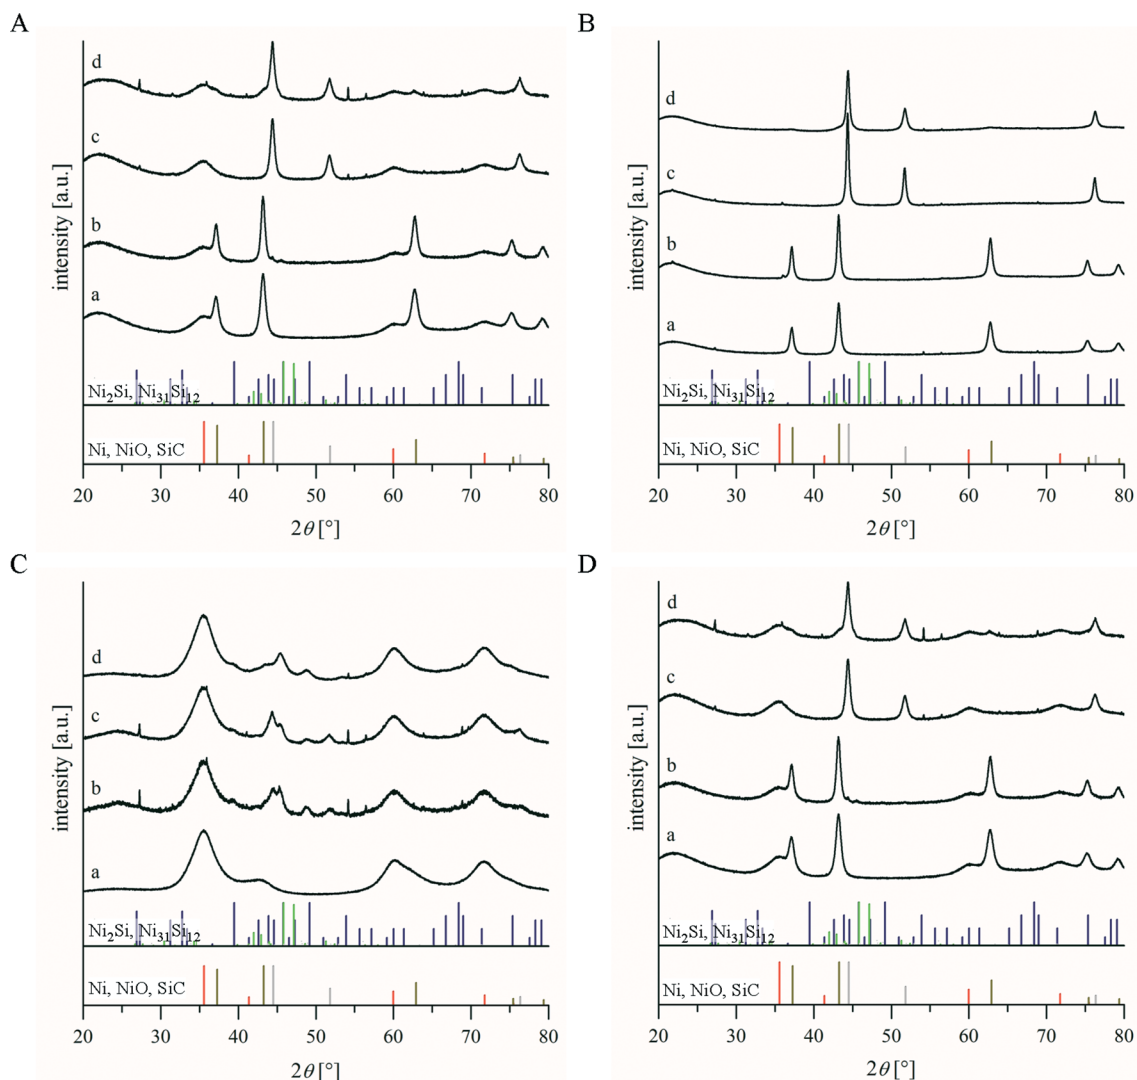 A
d
c
b
a
intensity [a.u.]
Ni₂Si, Ni₃₁Si₁₂
Ni, NiO, SiC
20 30 40 50 60 70 80
2θ [°]
B
d
c
b
a
intensity [a.u.]
Ni₂Si, Ni₃₁Si₁₂
Ni, NiO, SiC
20 30 40 50 60 70 80
2θ [°]
C
d
c
b
a
intensity [a.u.]
Ni₂Si, Ni₃₁Si₁₂
Ni, NiO, SiC
20 30 40 50 60 70 80
2θ [°]
D
d
c
b
a
intensity [a.u.]
Ni₂Si, Ni₃₁Si₁₂
Ni, NiO, SiC
20 30 40 50 60 70 80
2θ [°]